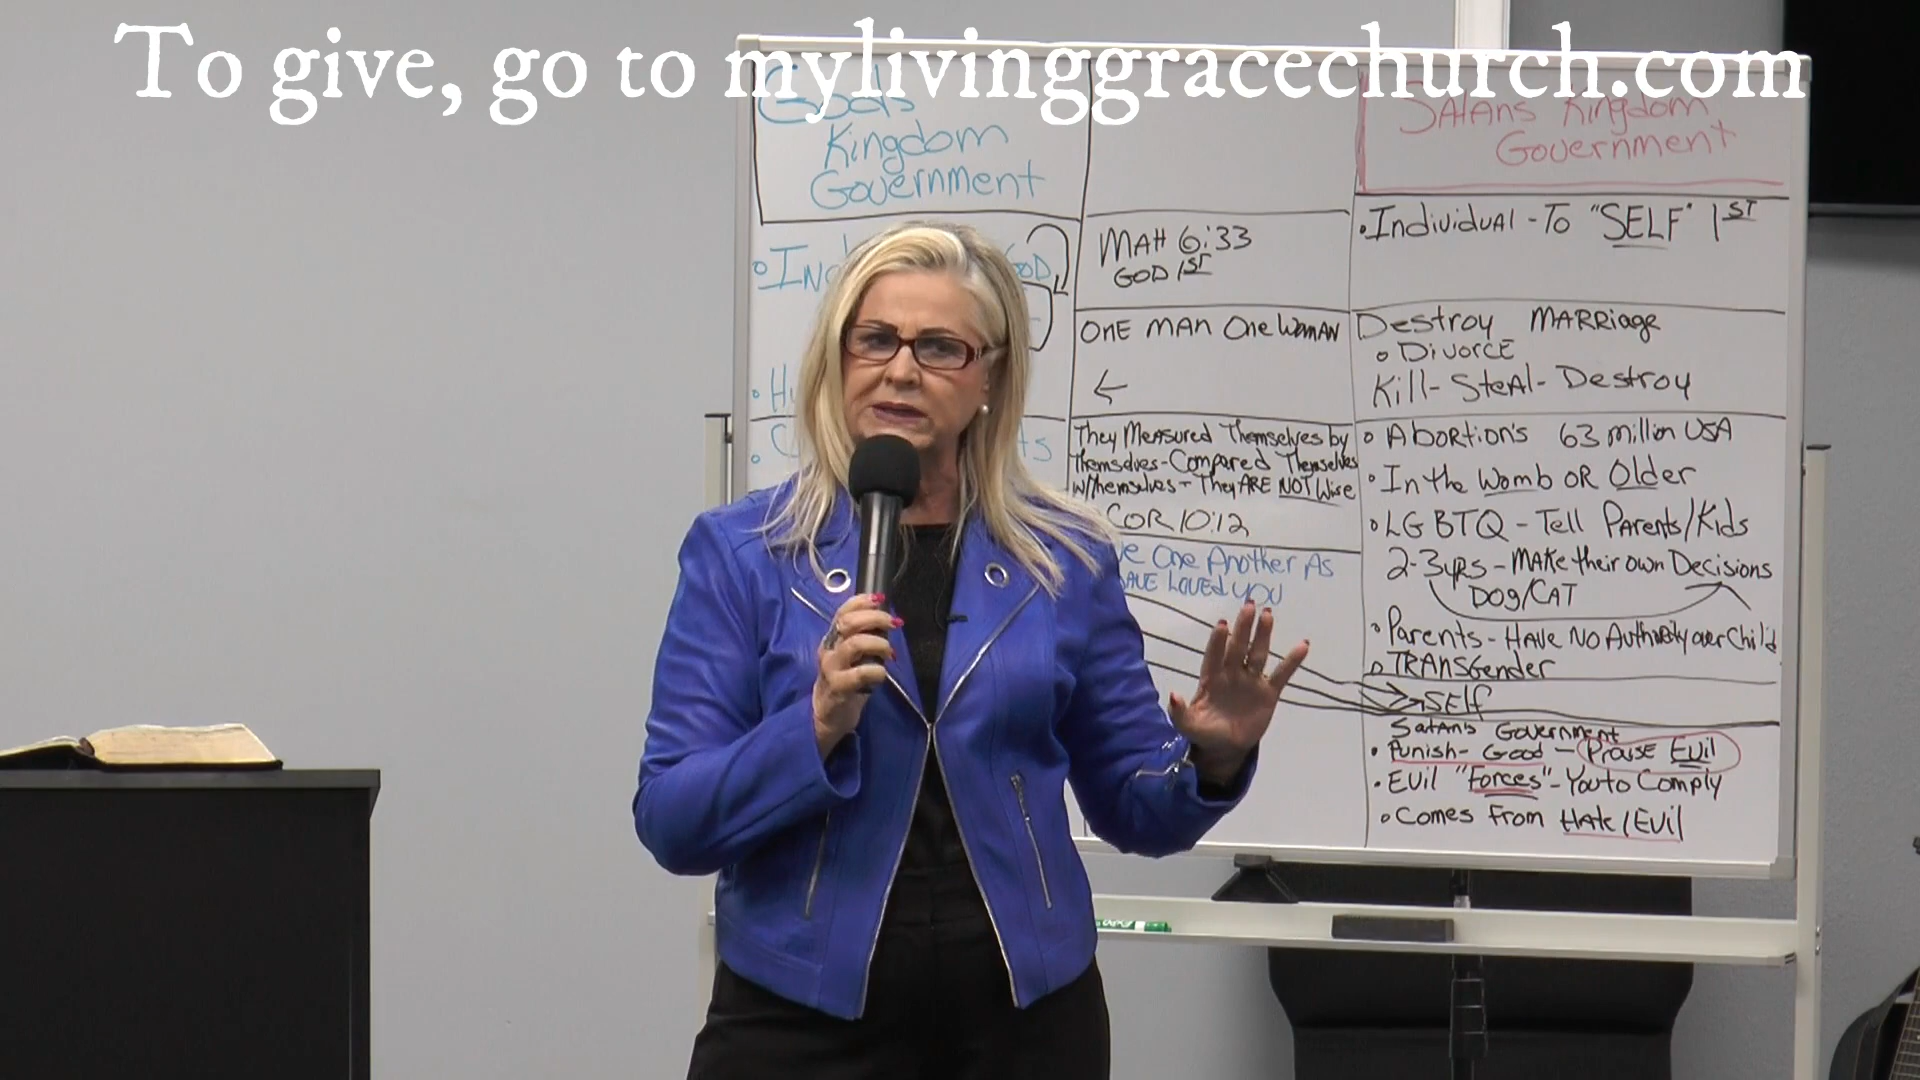 To give, go to mylivinggracechurch.com
Gods
Kingdom
Government
GOD
MAtt 6:33
GOD 1ST
ONE MAN One WomAN
←
They Measured Themselves by
Themselves-Compared Themselves
w/themselves - They ARE NOT Wise
COR 10:12
One Another As
Loved you
SAtANs Kingdom
Government
• Individual - To "SELF" 1ST
Destroy MARRiage
o Divorce
Kill - SteAl - Destroy
o Abortion's 63 million USA
• In the Womb OR Older
• LGBTQ - Tell Parents/Kids
2-3yrs - MAKE their own Decisions
DOg/CAT
• Parents - HAve NO Authority over Child
o TRANSGender
SElf
SatAn's Government
• Punish - Good - Praise EVil
• EVil "Forces" - You to Comply
o Comes From HAte/EVil